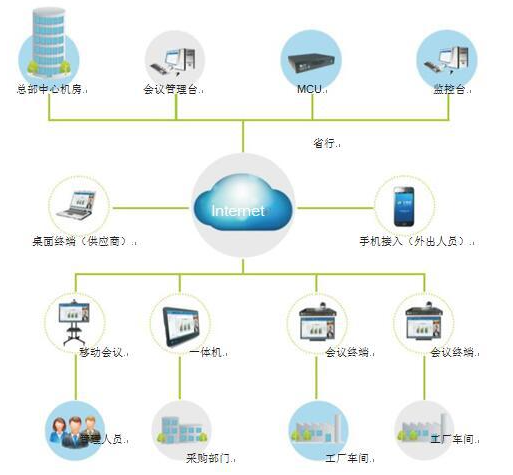 总部中心机房.
会议管理台.
MCU.
监控台.
省行.
Internet
桌面终端（供应商）.
手机接入（外出人员）.
移动会议.
一体机.
会议终端.
会议终端.
管理人员.
采购部门.
工厂车间.
工厂车间.